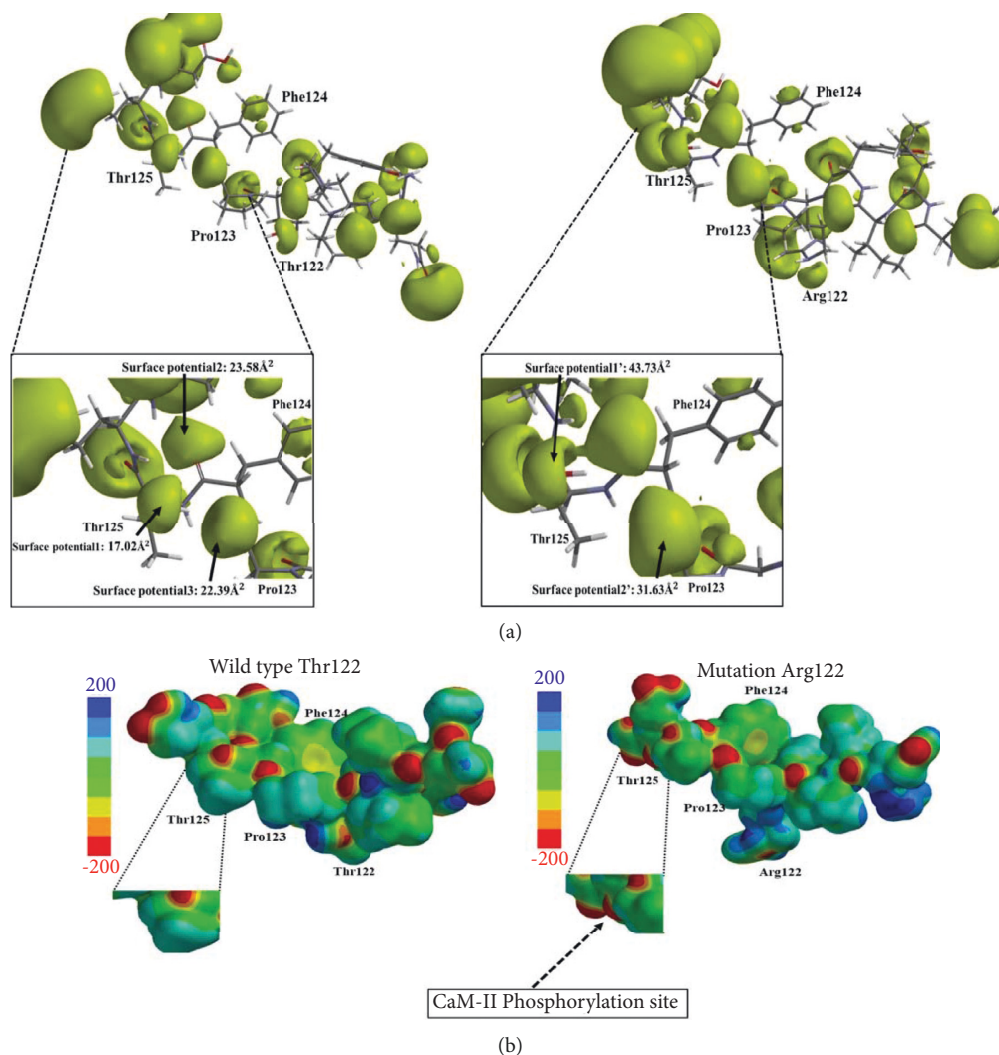 Phe124
Thr125
Pro123
Thr122
Surface potential2: 23.58Å²
Phe124
Thr125
Surface potential1: 17.02Å²
Surface potential3: 22.39Å²
Pro123
Phe124
Thr125
Pro123
Arg122
Surface potential1’: 43.73Å²
Phe124
Thr125
Surface potential2’: 31.63Å²
Pro123
(a)
Wild type Thr122
200
-200
Phe124
Thr125
Pro123
Thr122
Mutation Arg122
200
-200
Phe124
Thr125
Pro123
Arg122
CaM-II Phosphorylation site
(b)